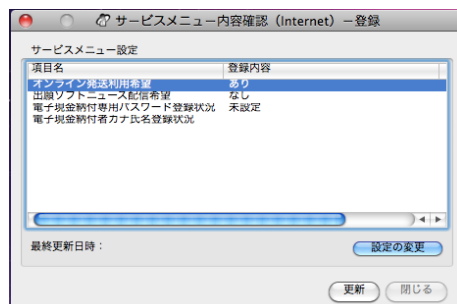 サービスメニュー内容確認（Internet）－登録
サービスメニュー設定
項目名 登録内容
オンライン発送利用希望 あり
出願ソフトニュース配信希望 なし
電子現金納付専用パスワード登録状況 未設定
電子現金納付者カナ氏名登録状況
最終更新日時：
設定の変更
更新 閉じる